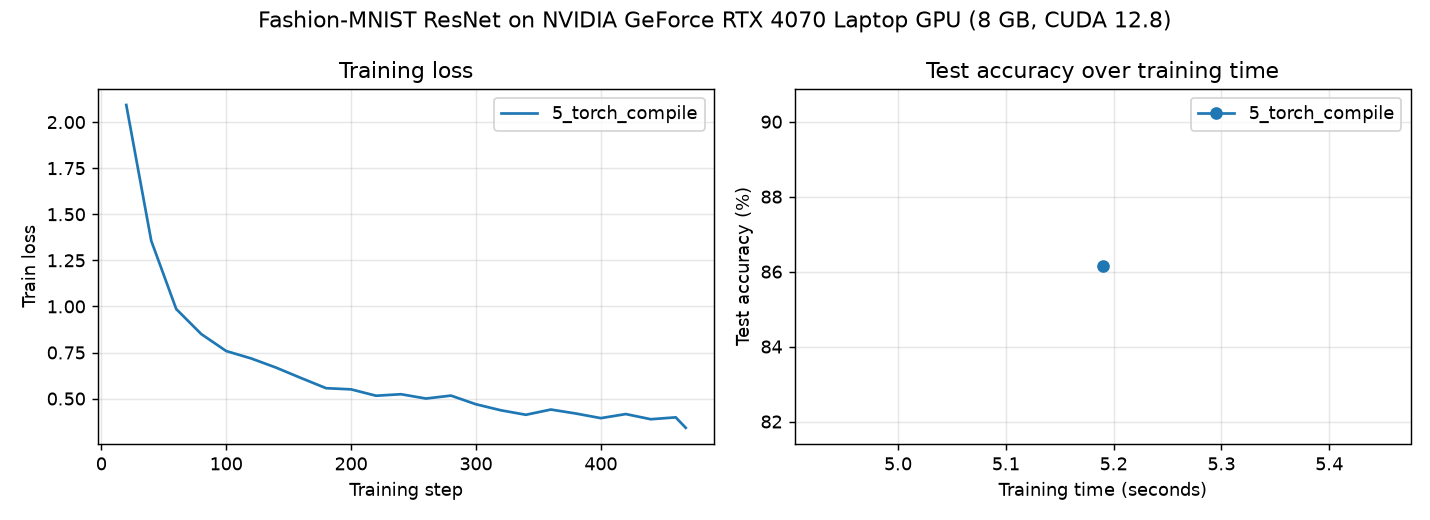 Fashion-MNIST ResNet on NVIDIA GeForce RTX 4070 Laptop GPU (8 GB, CUDA 12.8)
Training loss
5_torch_compile
Train loss
2.00
1.75
1.50
1.25
1.00
0.75
0.50
0
100
200
300
400
Training step
Test accuracy over training time
5_torch_compile
Test accuracy (%)
90
88
86
84
82
5.0
5.1
5.2
5.3
5.4
Training time (seconds)